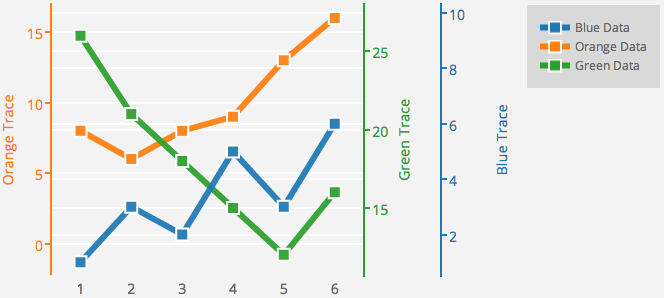 Orange Trace
15
10
5
0
1 2 3 4 5 6
Green Trace
25
20
15
Blue Trace
10
8
6
4
2
Blue Data
Orange Data
Green Data